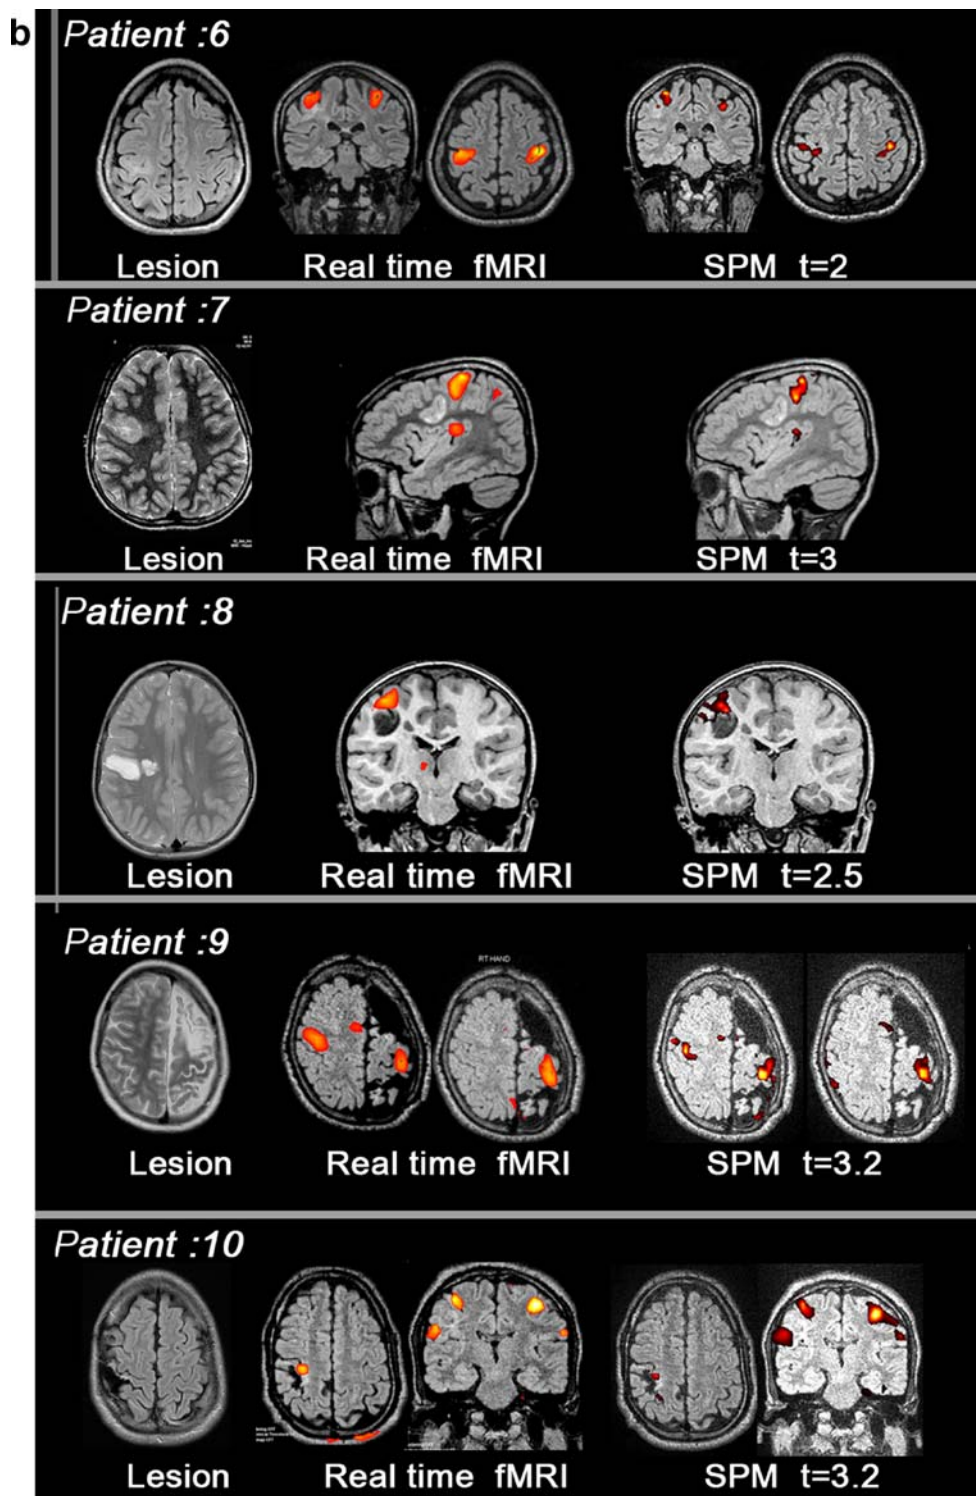 b
Patient :6
Lesion Real time fMRI SPM t=2
Patient :7
Lesion Real time fMRI SPM t=3
Patient :8
Lesion Real time fMRI SPM t=2.5
Patient :9
RT HAND
Lesion Real time fMRI SPM t=3.2
Patient :10
Lesion Real time fMRI SPM t=3.2